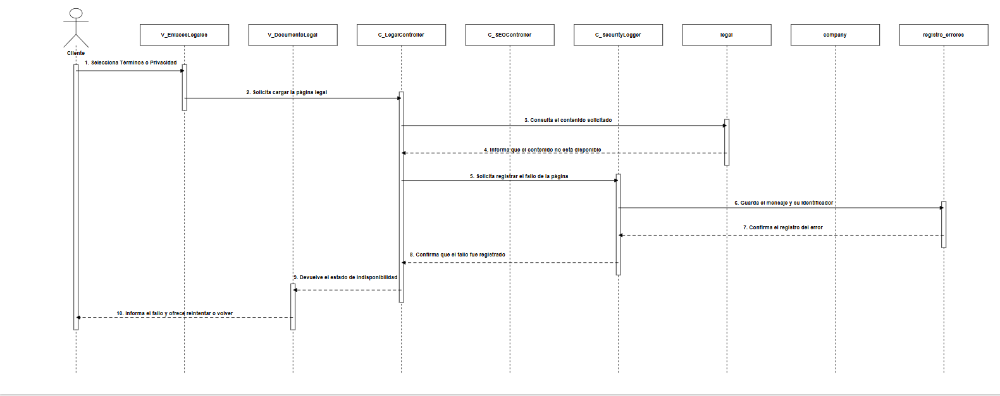 V_EnlacesLegales
V_DocumentoLegal
C_LegalController
C_SEOController
C_SecurityLogger
legal
company
registro_errores
Cliente
1. Selecciona Términos o Privacidad
2. Solicita cargar la página legal
3. Consulta el contenido solicitado
4. Informa que el contenido no está disponible
5. Solicita registrar el fallo de la página
6. Guarda el mensaje y su identificador
7. Confirma el registro del error
8. Confirma que el fallo fue registrado
9. Devuelve el estado de indisponibilidad
10. Informa el fallo y ofrece reintentar o volver